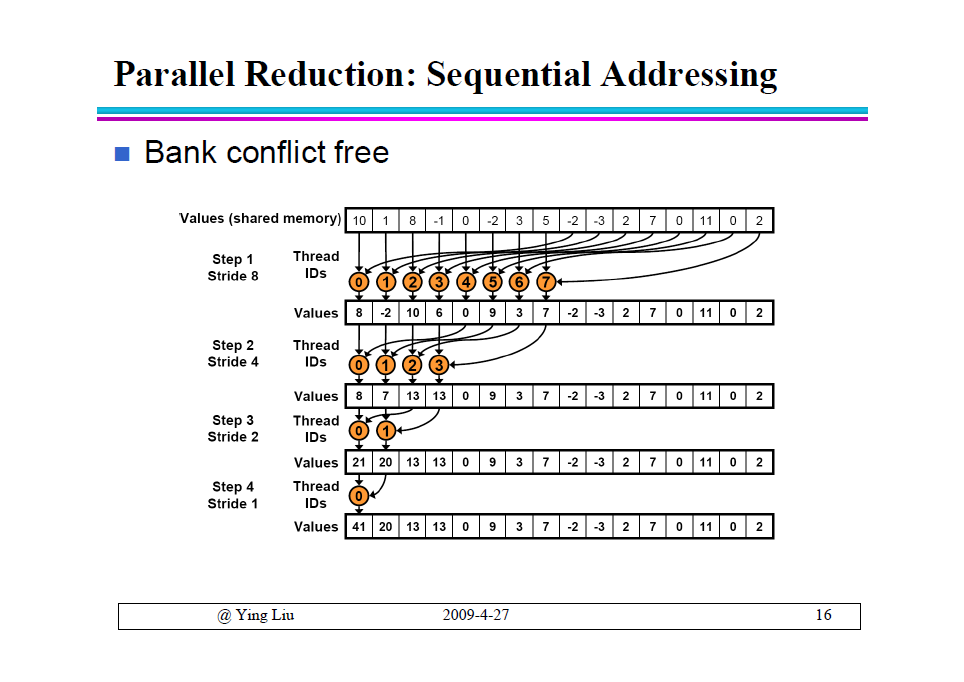 Parallel Reduction: Sequential Addressing
Bank conflict free
Values (shared memory) 10 1 8 -1 0 -2 3 5 -2 -3 2 7 0 11 0 2
Step 1
Stride 8
Thread
IDs
0 1 2 3 4 5 6 7
Values 8 -2 10 6 0 9 3 7 -2 -3 2 7 0 11 0 2
Step 2
Stride 4
Thread
IDs
0 1 2 3
Values 8 7 13 13 0 9 3 7 -2 -3 2 7 0 11 0 2
Step 3
Stride 2
Thread
IDs
0 1
Values 21 20 13 13 0 9 3 7 -2 -3 2 7 0 11 0 2
Step 4
Stride 1
Thread
IDs
0
Values 41 20 13 13 0 9 3 7 -2 -3 2 7 0 11 0 2
@ Ying Liu 2009-4-27 16